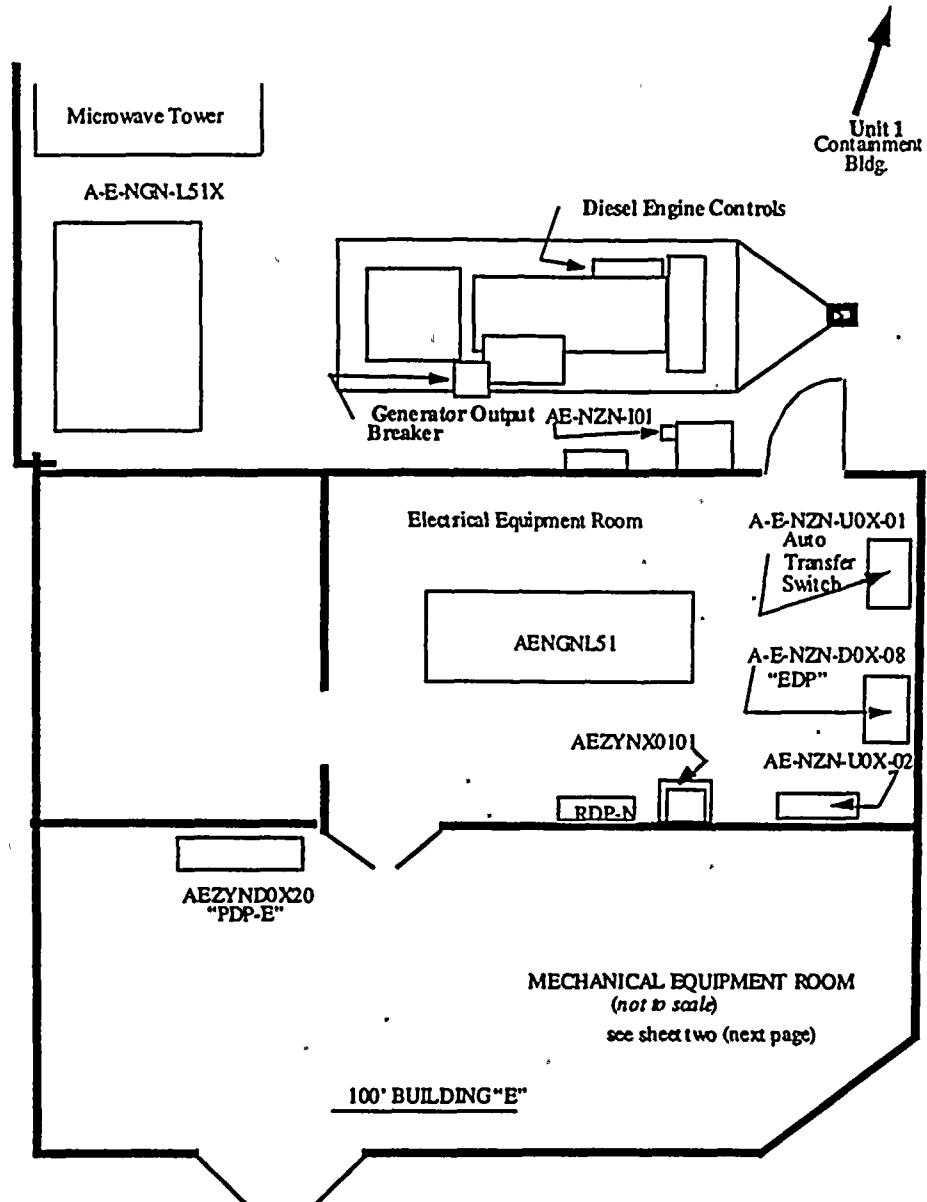 Microwave Tower
Unit 1
Containment
Bldg.
A-E-NGN-L51X
Diesel Engine Controls
Generator Output
Breaker
AE-NZN-I01
Electrical Equipment Room
A-E-NZN-U0X-01
Auto
Transfer
Switch
AENGNL51
A-E-NZN-D0X-08
"EDP"
AEZYNX0101
AE-NZN-U0X-02
RDP-N
AEZYND0X20
"PDP-E"
MECHANICAL EQUIPMENT ROOM
(not to scale)
see sheet two (next page)
100' BUILDING "E"